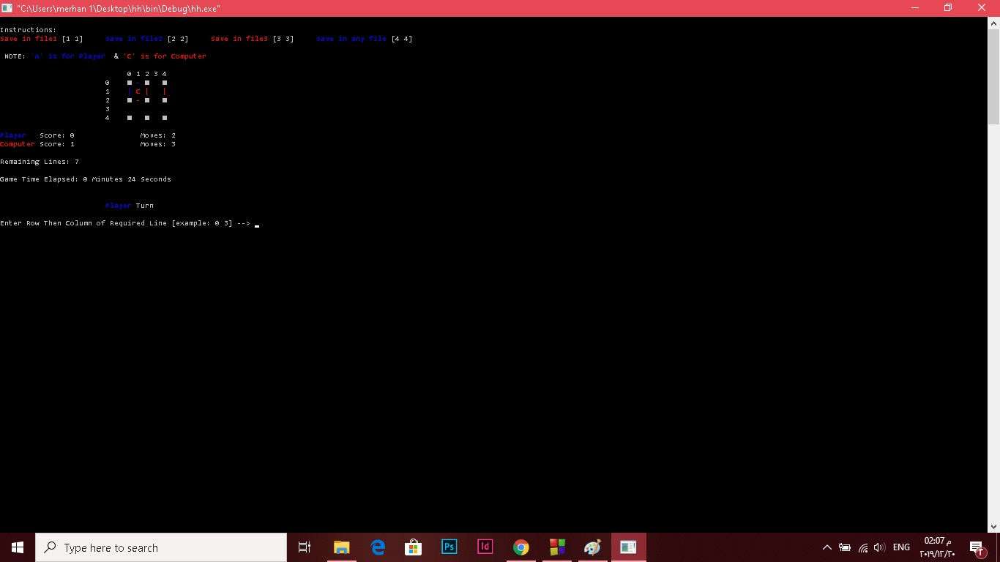 "C:\Users\merhan 1\Desktop\hh\bin\Debug\hh.exe"
Instructions:
Save in file1 [1 1]     Save in file2 [2 2]     Save in file3 [3 3]     Save in any file [4 4]
NOTE: 'A' is for Player  & 'C' is for Computer
0 1 2 3 4
0 ■ - ■   ■
1 | C |   |
2 ■ - ■   ■
3
4 ■   ■   ■
Player   Score: 0               Moves: 2
Computer Score: 1               Moves: 3
Remaining Lines: 7
Game Time Elapsed: 0 Minutes 24 Seconds
Player Turn
Enter Row Then Column of Required Line [example: 0 3] -->
Type here to search
Ps
Id
ENG
02:07 م
٢٠١٩/١٢/٢٠
٢